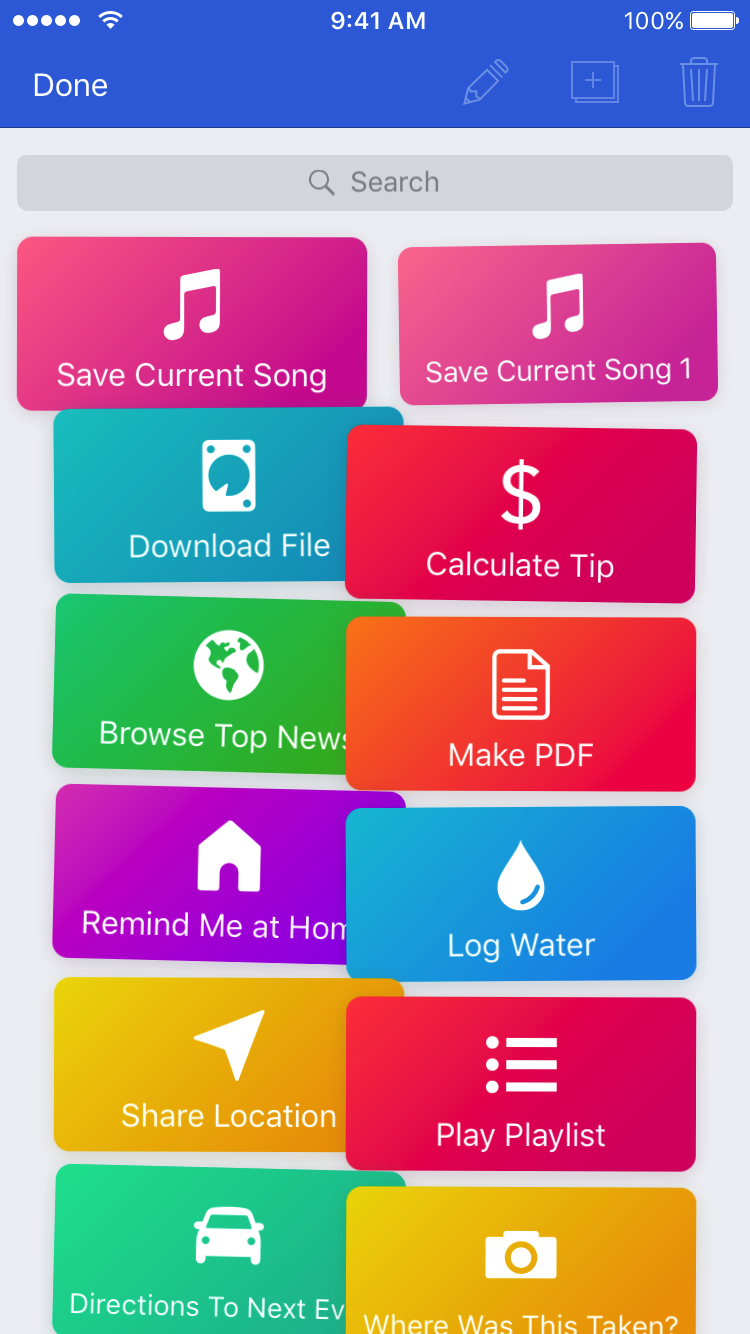 9:41 AM 100%
Done
Search
Save Current Song
Save Current Song 1
Download File
Calculate Tip
Browse Top News
Make PDF
Remind Me at Hom
Log Water
Share Location
Play Playlist
Directions To Next Ev
Where Was This Taken?